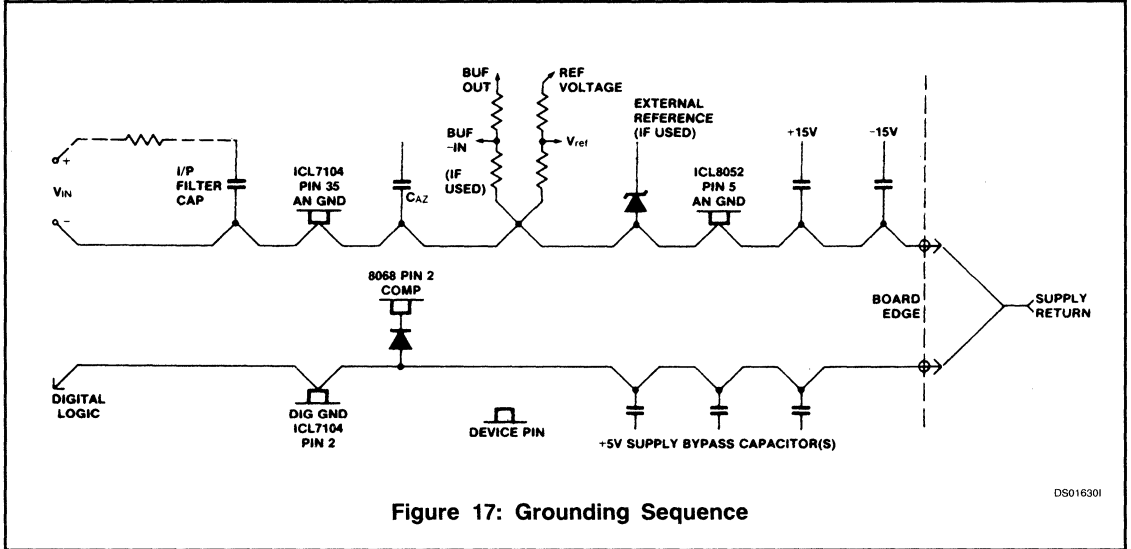 BUF
OUT
REF
VOLTAGE
EXTERNAL
REFERENCE
(IF USED)
+15V
-15V
+
VIN
-
I/P
FILTER
CAP
ICL7104
PIN 35
AN GND
CAZ
BUF
-IN
(IF
USED)
Vref
ICL8052
PIN 5
AN GND
8068 PIN 2
COMP
BOARD
EDGE
SUPPLY
RETURN
DIGITAL
LOGIC
DIG GND
ICL7104
PIN 2
DEVICE PIN
+5V SUPPLY BYPASS CAPACITOR(S)
DS01630I
Figure 17: Grounding Sequence